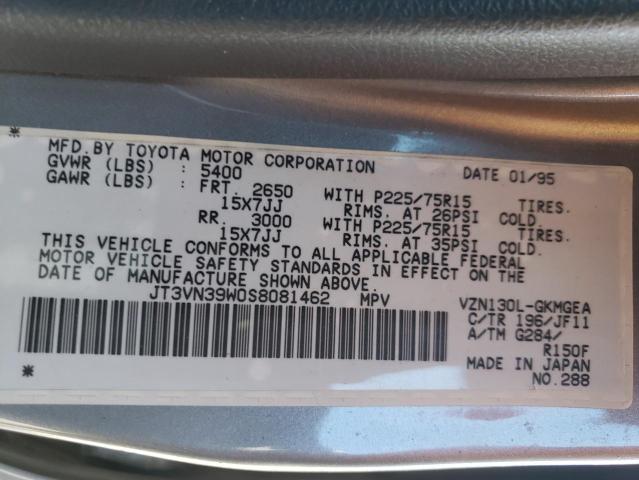 MFD.BY TOYOTA MOTOR CORPORATION DATE 01/95
GVWR (LBS) : 5400
GAWR (LBS) : FRT. 2650 WITH P225/75R15 TIRES.
15X7JJ RIMS. AT 26PSI COLD.
RR. 3000 WITH P225/75R15 TIRES.
15X7JJ RIMS. AT 35PSI COLD.
THIS VEHICLE CONFORMS TO ALL APPLICABLE FEDERAL
MOTOR VEHICLE SAFETY STANDARDS IN EFFECT ON THE
DATE OF MANUFACTURE SHOWN ABOVE.
JT3VN39W0S8081462 MPV VZN130L-GKMGEA
C/TR 196/JF11
A/TM G284/
R150F
MADE IN JAPAN
NO.288